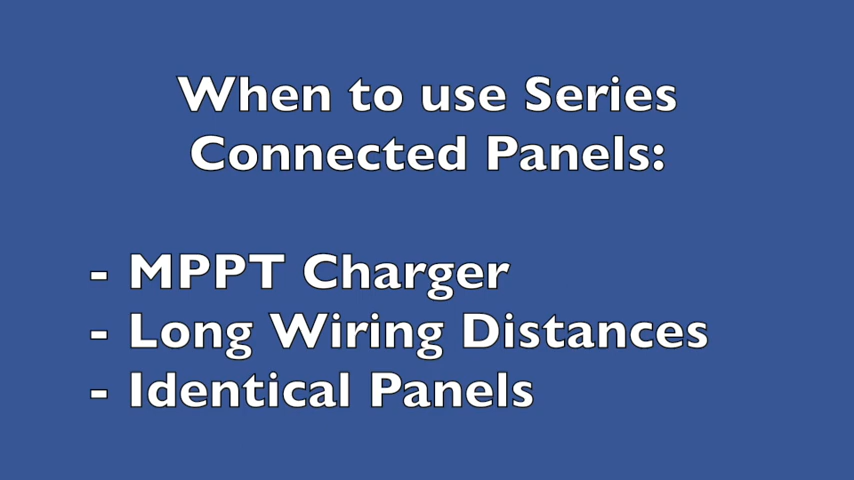 When to use Series
Connected Panels:
- MPPT Charger
- Long Wiring Distances
- Identical Panels